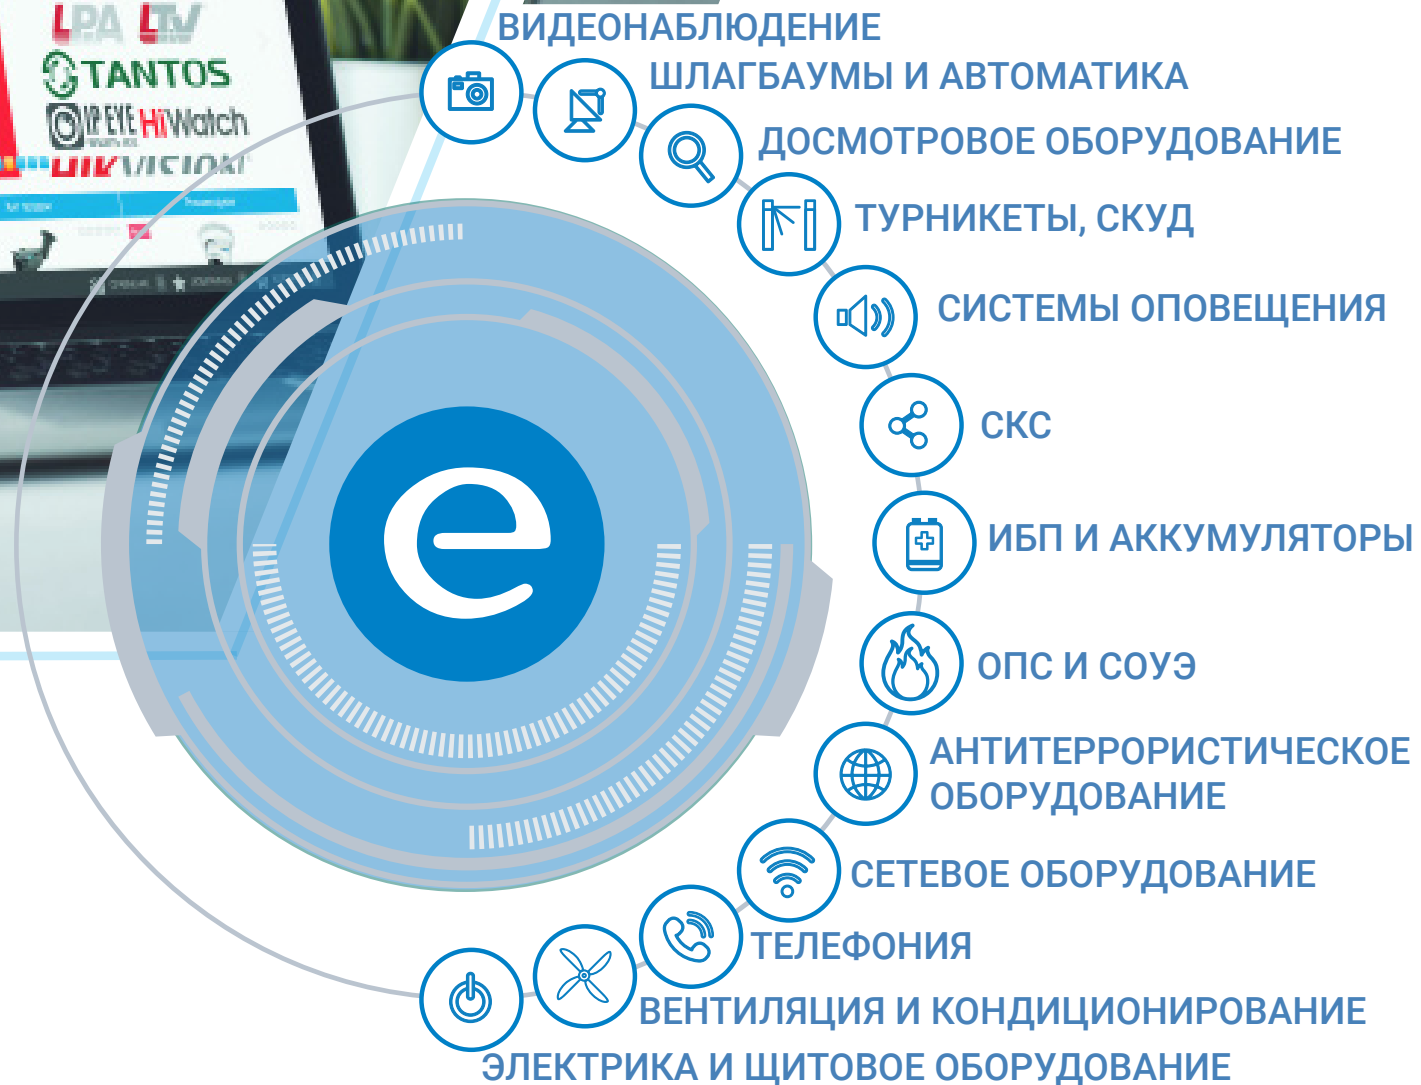 LPA LTV
TANTOS
IPEYE HiWatch
HIKVISION
ВИДЕОНАБЛЮДЕНИЕ
ШЛАГБАУМЫ И АВТОМАТИКА
ДОСМОТРОВОЕ ОБОРУДОВАНИЕ
ТУРНИКЕТЫ, СКУД
СИСТЕМЫ ОПОВЕЩЕНИЯ
СКС
ИБП И АККУМУЛЯТОРЫ
ОПС И СОУЭ
АНТИТЕРРОРИСТИЧЕСКОЕ
ОБОРУДОВАНИЕ
СЕТЕВОЕ ОБОРУДОВАНИЕ
ТЕЛЕФОНИЯ
ВЕНТИЛЯЦИЯ И КОНДИЦИОНИРОВАНИЕ
ЭЛЕКТРИКА И ЩИТОВОЕ ОБОРУДОВАНИЕ
e